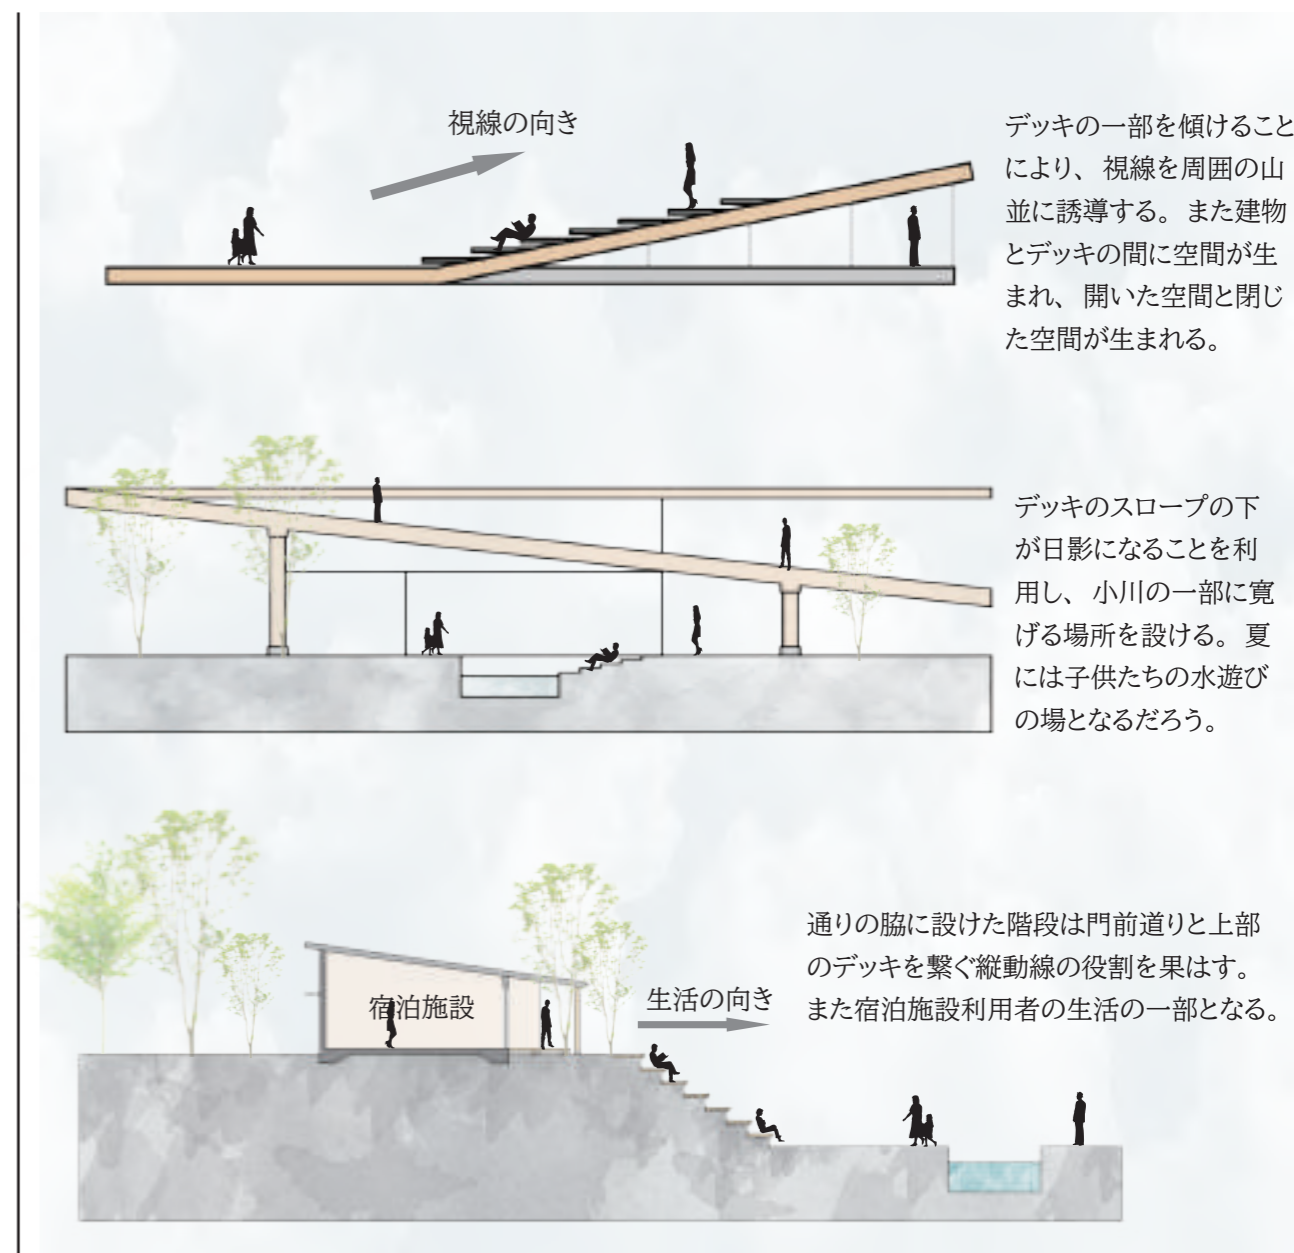 視線の向き
デッキの一部を傾けること
により、視線を周囲の山
並に誘導する。また建物
とデッキの間に空間が生
まれ、開いた空間と閉じ
た空間が生まれる。
デッキのスロープの下
が日影になることを利
用し、小川の一部に寛
げる場所を設ける。夏
には子供たちの水遊び
の場となるだろう。
通りの脇に設けた階段は門前道りと上部
のデッキを繋ぐ縦動線の役割を果はす。
また宿泊施設利用者の生活の一部となる。
宿泊施設
生活の向き